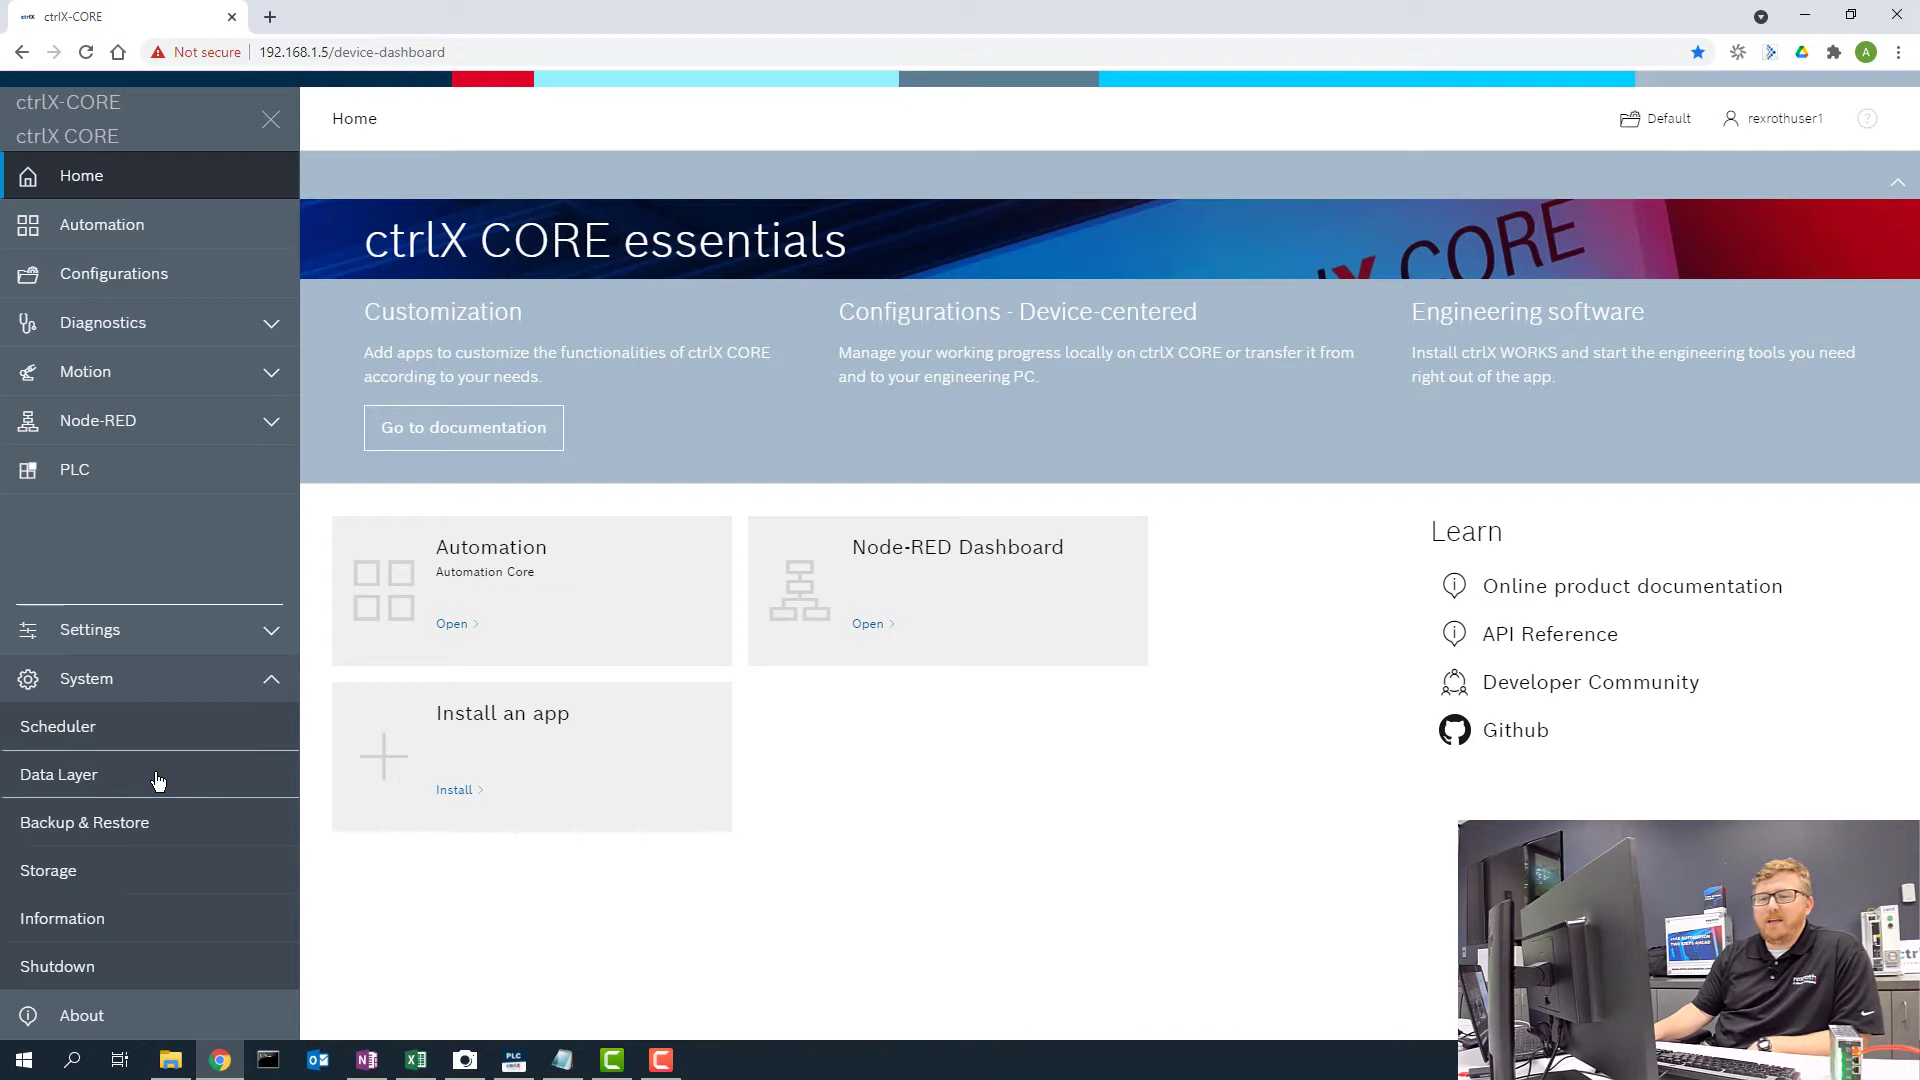 ctrlX
ctrlX-CORE
Not secure
192.168.1.5/device-dashboard
A
ctrlX-CORE
ctrlX CORE
Home
Automation
Configurations
Diagnostics
Motion
Node-RED
PLC
Settings
System
Scheduler
Data Layer
Backup & Restore
Storage
Information
Shutdown
About
Home
Default
rexrothuser1
?
ctrlX CORE essentials
X CORE
Customization
Add apps to customize the functionalities of ctrlX CORE
according to your needs.
Go to documentation
Configurations - Device-centered
Manage your working progress locally on ctrlX CORE or transfer it from
and to your engineering PC.
Engineering software
Install ctrlX WORKS and start the engineering tools you need
right out of the app.
Automation
Automation Core
Open
Node-RED Dashboard
Open
Install an app
Install
Learn
Online product documentation
API Reference
Developer Community
Github
rexroth
PLC